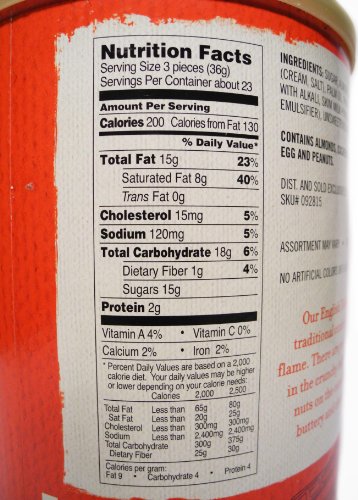 Nutrition Facts
Serving Size 3 pieces (36g)
Servings Per Container about 23
Amount Per Serving
Calories 200 Calories from Fat 130
% Daily Value*
Total Fat 15g 23%
Saturated Fat 8g 40%
Trans Fat 0g
Cholesterol 15mg 5%
Sodium 120mg 5%
Total Carbohydrate 18g 6%
Dietary Fiber 1g 4%
Sugars 15g
Protein 2g
Vitamin A 4% • Vitamin C 0%
Calcium 2% • Iron 2%
*Percent Daily Values are based on a 2,000
calorie diet. Your daily values may be higher
or lower depending on your calorie needs.
Calories 2,000 2,500
Total Fat Less than 65g 80g
Sat Fat Less than 20g 25g
Cholesterol Less than 300mg 300mg
Sodium Less than 2,400mg 2,400mg
Total Carbohydrate 300g 375g
Dietary Fiber 25g 30g
Calories per gram:
Fat 9 • Carbohydrate 4 • Protein 4
INGREDIENTS: SUGAR,
(CREAM, SALT), PALM
WITH ALKALI, SKIM MILK
EMULSIFIER),
CONTAINS ALMONDS,
EGG AND PEANUTS.
DIST. AND SOLD
SKU# 092815
ASSORTMENT MAY
NO ARTIFICIAL COLORS
Our English
traditional
flame. There
in the
nuts on the
buttery